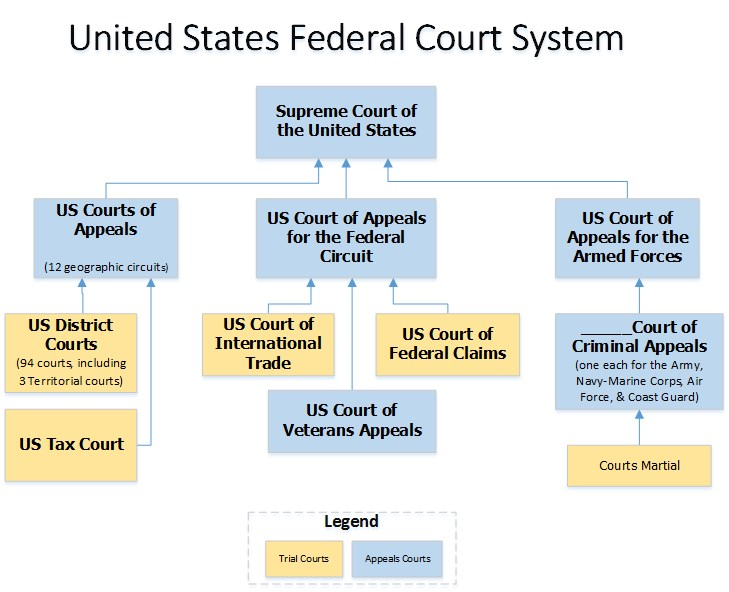 United States Federal Court System
Supreme Court of
the United States
US Courts of
Appeals
(12 geographic circuits)
US Court of Appeals
for the Federal
Circuit
US Court of
Appeals for the
Armed Forces
US District
Courts
(94 courts, including
3 Territorial courts)
US Court of
International
Trade
US Court of
Federal Claims
______Court of
Criminal Appeals
(one each for the Army,
Navy-Marine Corps, Air
Force, & Coast Guard)
US Tax Court
US Court of
Veterans Appeals
Courts Martial
Legend
Trial Courts
Appeals Courts